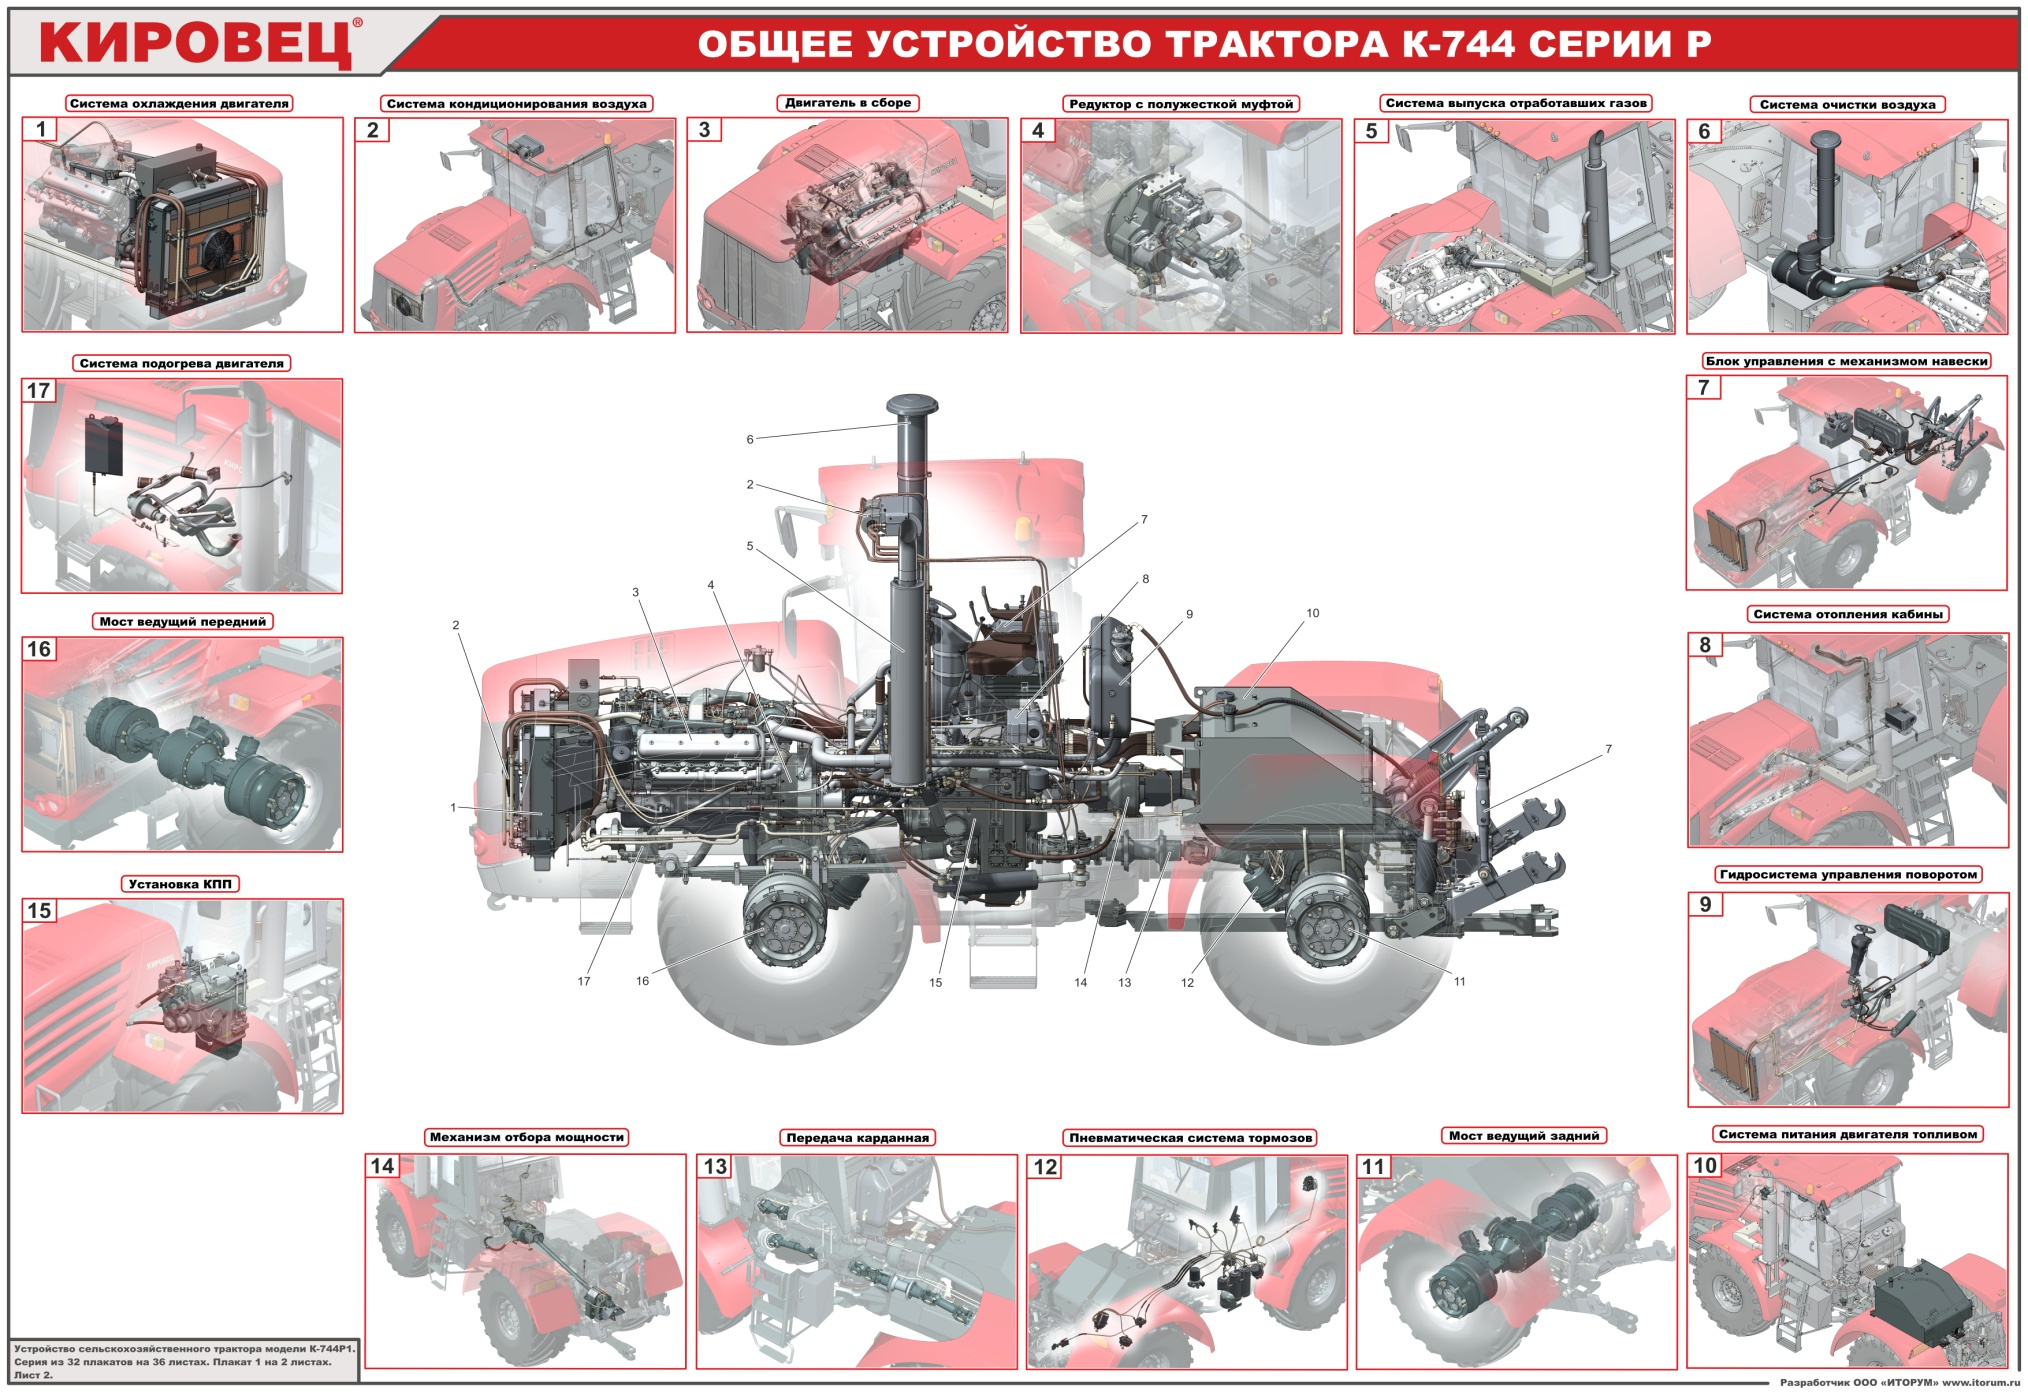 КИРОВЕЦ®
ОБЩЕЕ УСТРОЙСТВО ТРАКТОРА К-744 СЕРИИ Р
Система охлаждения двигателя
1
Система кондиционирования воздуха
2
Двигатель в сборе
3
Редуктор с полужесткой муфтой
4
Система выпуска отработавших газов
5
Система очистки воздуха
6
Система подогрева двигателя
17
Блок управления с механизмом навески
7
Мост ведущий передний
16
Система отопления кабины
8
Установка КПП
15
Гидросистема управления поворотом
9
6
2
5
7
8
9
10
4
3
2
1
7
17
16
15
14
13
12
11
Механизм отбора мощности
14
Передача карданная
13
Пневматическая система тормозов
12
Мост ведущий задний
11
Система питания двигателя топливом
10
Устройство сельскохозяйственного трактора модели К-744Р1.
Серия из 32 плакатов на 36 листах. Плакат 1 на 2 листах.
Лист 2.
Разработчик ООО «ИТОРУМ» www.itorum.ru